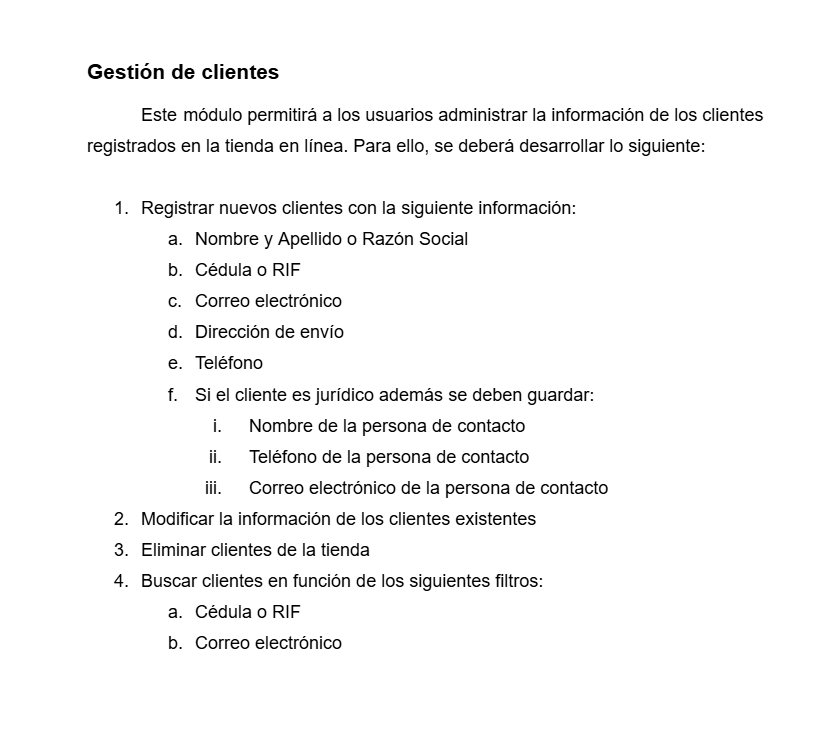 Gestión de clientes
Este módulo permitirá a los usuarios administrar la información de los clientes
registrados en la tienda en línea. Para ello, se deberá desarrollar lo siguiente:
1. Registrar nuevos clientes con la siguiente información:
a. Nombre y Apellido o Razón Social
b. Cédula o RIF
c. Correo electrónico
d. Dirección de envío
e. Teléfono
f. Si el cliente es jurídico además se deben guardar:
i. Nombre de la persona de contacto
ii. Teléfono de la persona de contacto
iii. Correo electrónico de la persona de contacto
2. Modificar la información de los clientes existentes
3. Eliminar clientes de la tienda
4. Buscar clientes en función de los siguientes filtros:
a. Cédula o RIF
b. Correo electrónico